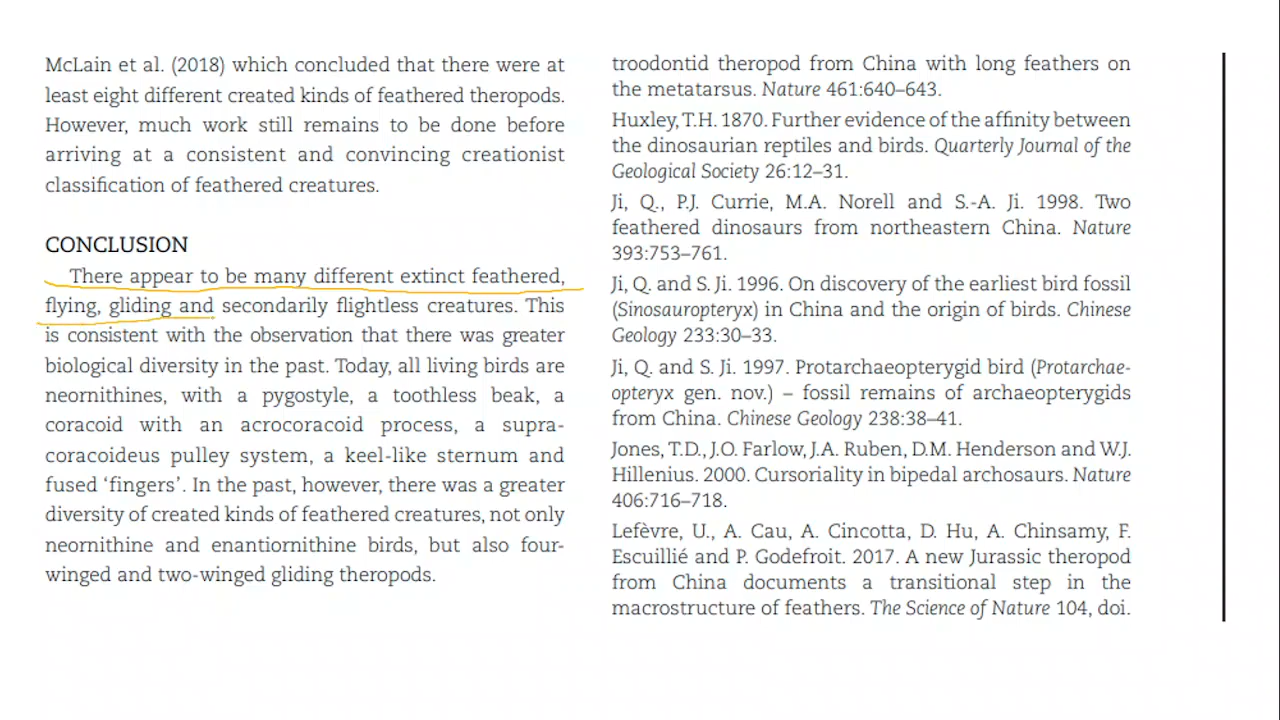 McLain et al. (2018) which concluded that there were at
least eight different created kinds of feathered theropods.
However, much work still remains to be done before
arriving at a consistent and convincing creationist
classification of feathered creatures.
CONCLUSION
There appear to be many different extinct feathered,
flying, gliding and secondarily flightless creatures. This
is consistent with the observation that there was greater
biological diversity in the past. Today, all living birds are
neornithines, with a pygostyle, a toothless beak, a
coracoid with an acrocoracoid process, a supra-
coracoideus pulley system, a keel-like sternum and
fused ‘fingers’. In the past, however, there was a greater
diversity of created kinds of feathered creatures, not only
neornithine and enantiornithine birds, but also four-
winged and two-winged gliding theropods.
troodontid theropod from China with long feathers on
the metatarsus. Nature 461:640–643.
Huxley, T.H. 1870. Further evidence of the affinity between
the dinosaurian reptiles and birds. Quarterly Journal of the
Geological Society 26:12–31.
Ji, Q., P.J. Currie, M.A. Norell and S.-A. Ji. 1998. Two
feathered dinosaurs from northeastern China. Nature
393:753–761.
Ji, Q. and S. Ji. 1996. On discovery of the earliest bird fossil
(Sinosauropteryx) in China and the origin of birds. Chinese
Geology 233:30–33.
Ji, Q. and S. Ji. 1997. Protarchaeopterygid bird (Protarchae-
opteryx gen. nov.) – fossil remains of archaeopterygids
from China. Chinese Geology 238:38–41.
Jones, T.D., J.O. Farlow, J.A. Ruben, D.M. Henderson and W.J.
Hillenius. 2000. Cursoriality in bipedal archosaurs. Nature
406:716–718.
Lefèvre, U., A. Cau, A. Cincotta, D. Hu, A. Chinsamy, F.
Escuillié and P. Godefroit. 2017. A new Jurassic theropod
from China documents a transitional step in the
macrostructure of feathers. The Science of Nature 104, doi.